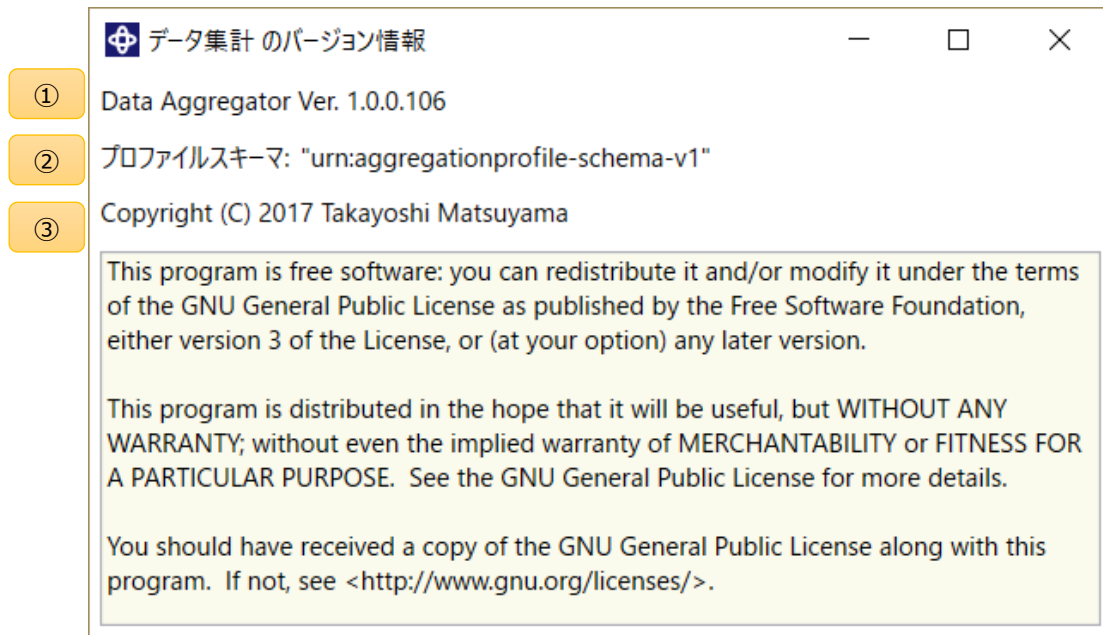 データ集計 のバージョン情報
① Data Aggregator Ver. 1.0.0.106
② プロファイルスキーマ: "urn:aggregationprofile-schema-v1"
③ Copyright (C) 2017 Takayoshi Matsuyama
This program is free software: you can redistribute it and/or modify it under the terms
of the GNU General Public License as published by the Free Software Foundation,
either version 3 of the License, or (at your option) any later version.
This program is distributed in the hope that it will be useful, but WITHOUT ANY
WARRANTY; without even the implied warranty of MERCHANTABILITY or FITNESS FOR
A PARTICULAR PURPOSE.  See the GNU General Public License for more details.
You should have received a copy of the GNU General Public License along with this
program.  If not, see <http://www.gnu.org/licenses/>.